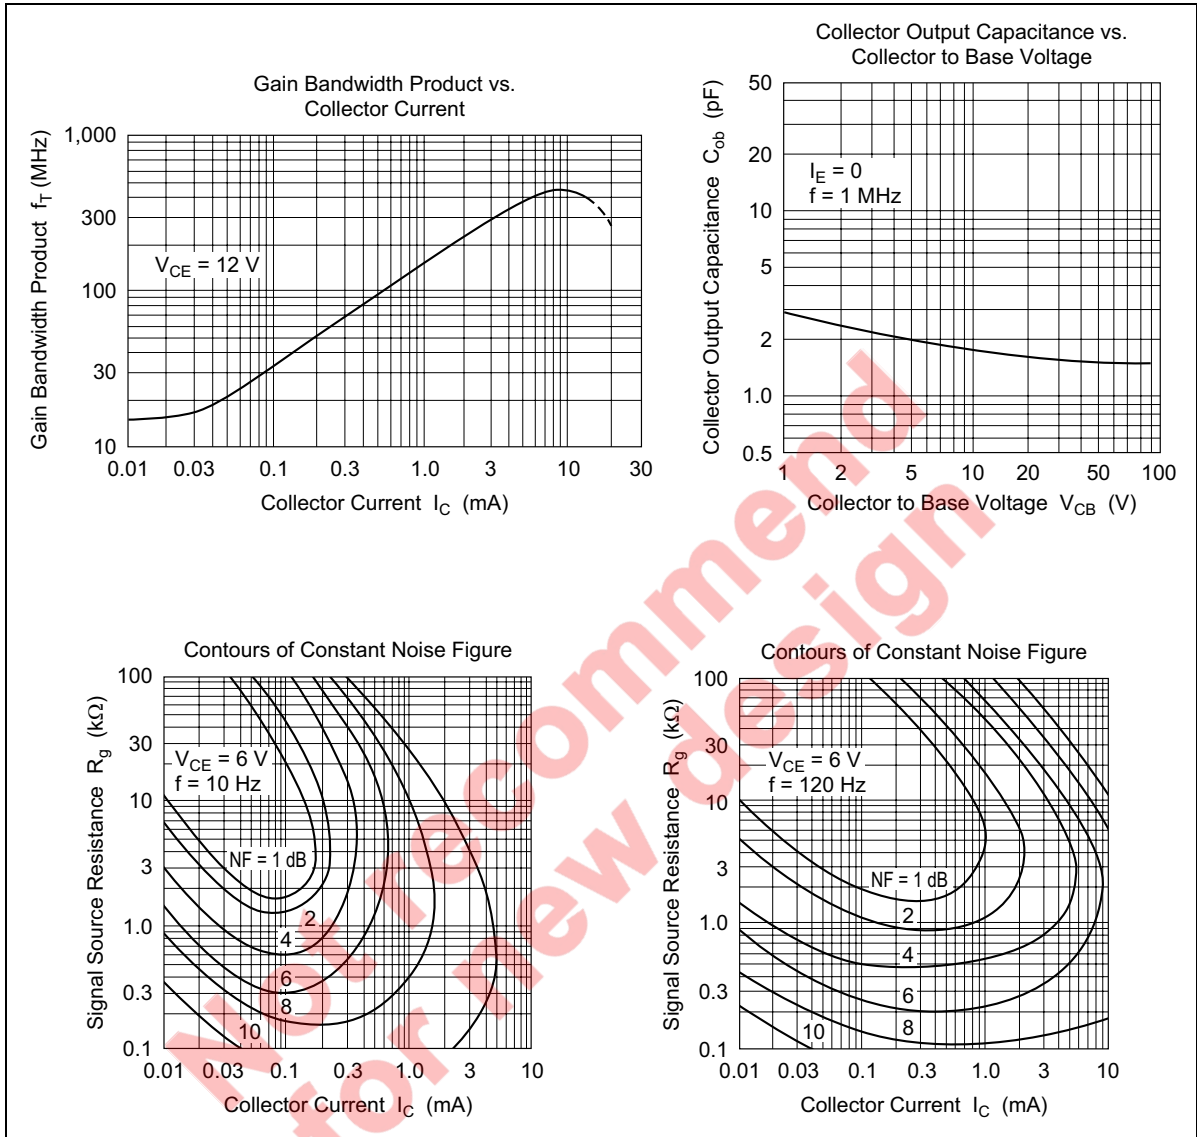 Gain Bandwidth Product vs.
Collector Current
Gain Bandwidth Product f_T (MHz)
1,000
300
100
30
10
V_CE = 12 V
0.01 0.03 0.1 0.3 1.0 3 10 30
Collector Current I_C (mA)
Collector Output Capacitance vs.
Collector to Base Voltage
Collector Output Capacitance C_ob (pF)
50
20
10
5
2
1.0
0.5
I_E = 0
f = 1 MHz
1 2 5 10 20 50 100
Collector to Base Voltage V_CB (V)
Contours of Constant Noise Figure
Signal Source Resistance R_g (kΩ)
100
30
10
3
1.0
0.3
0.1
V_CE = 6 V
f = 10 Hz
NF = 1 dB
2
4
6
8
10
0.01 0.03 0.1 0.3 1.0 3 10
Collector Current I_C (mA)
Contours of Constant Noise Figure
Signal Source Resistance R_g (kΩ)
100
30
10
3
1.0
0.3
0.1
V_CE = 6 V
f = 120 Hz
NF = 1 dB
2
4
6
8
10
0.01 0.03 0.1 0.3 1.0 3 10
Collector Current I_C (mA)
Not recommend
for new design